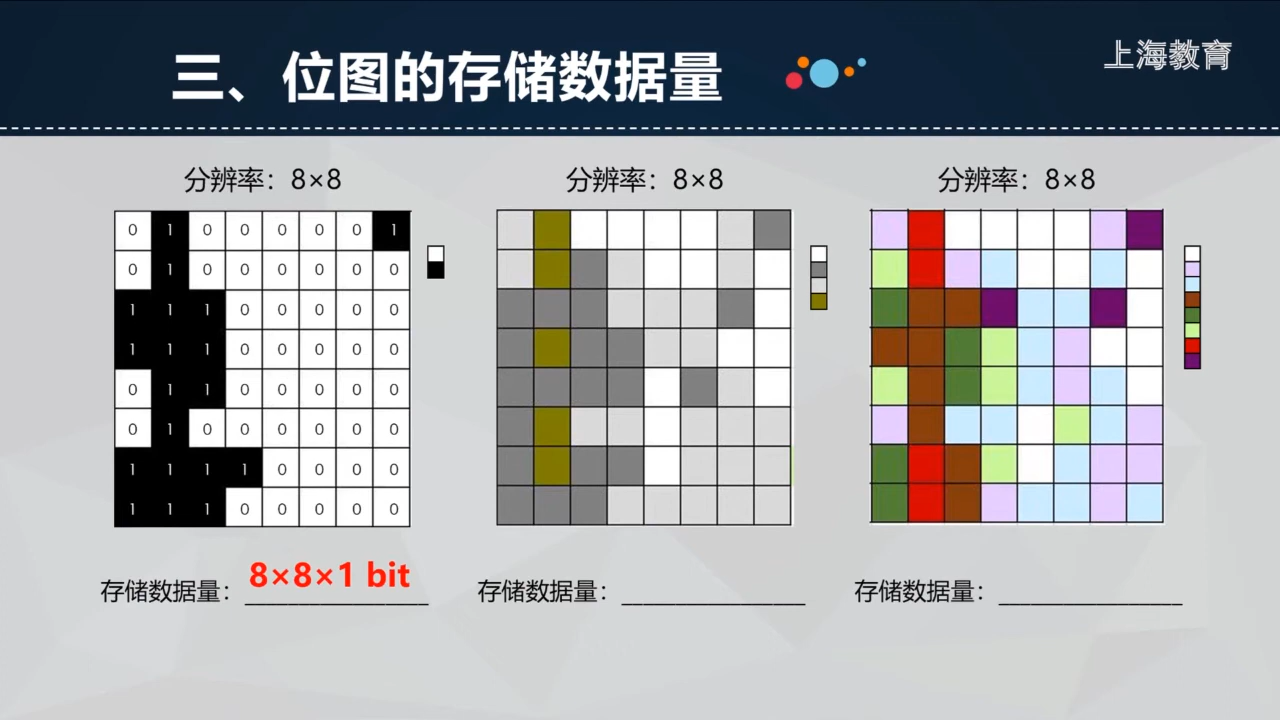 三、位图的存储数据量
上海教育
分辨率：8×8
分辨率：8×8
分辨率：8×8
0 1 0 0 0 0 0 1
0 1 0 0 0 0 0 0
1 1 1 0 0 0 0 0
1 1 1 0 0 0 0 0
0 1 1 0 0 0 0 0
0 1 0 0 0 0 0 0
1 1 1 1 0 0 0 0
1 1 1 0 0 0 0 0
存储数据量：8×8×1 bit
存储数据量：
存储数据量：